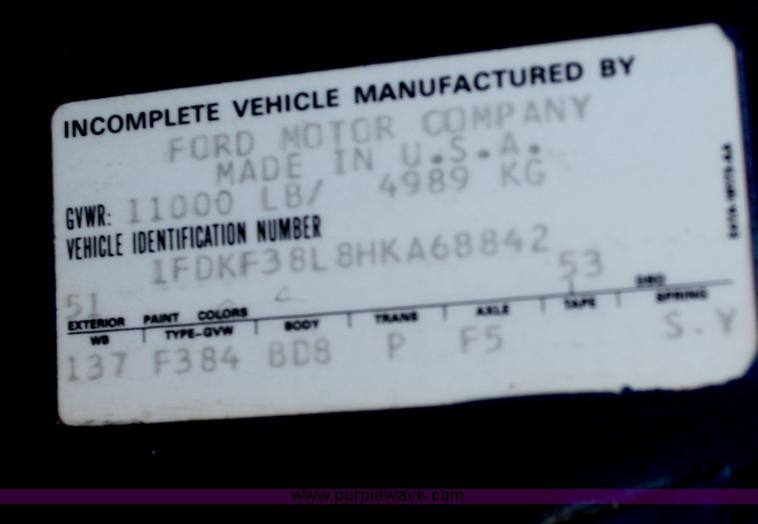 INCOMPLETE VEHICLE MANUFACTURED BY
FORD MOTOR COMPANY
MADE IN U.S.A.
GVWR: 11000 LB/ 4989 KG
VEHICLE IDENTIFICATION NUMBER
1FDKF38L8HKA68842
51 53
EXTERIOR PAINT COLORS DSO
WB TYPE-GVW BODY TRANS AXLE TAPE SPRING
137 F384 BD8 P F5 S.Y
www.purplewave.com